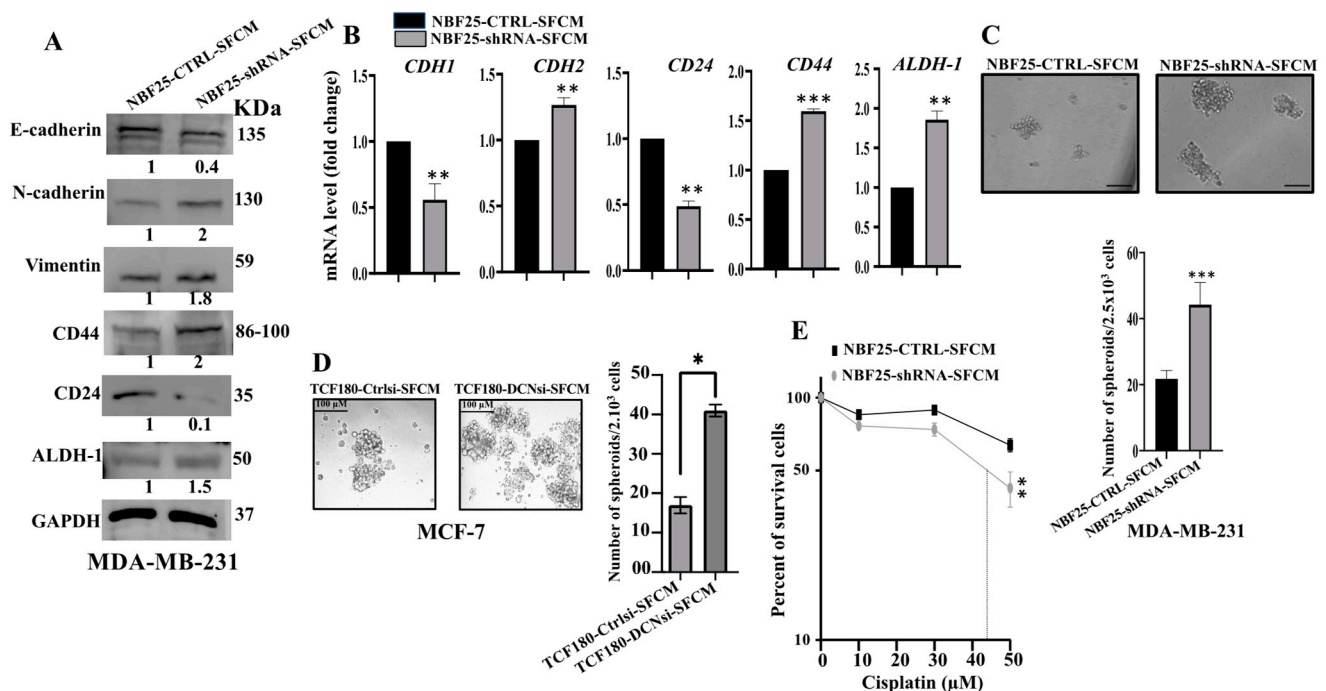 A
NBF25-CTRL-SFCM
NBF25-shRNA-SFCM
KDa
E-cadherin
135
1 0.4
N-cadherin
130
1 2
Vimentin
59
1 1.8
CD44
86-100
1 2
CD24
35
1 0.1
ALDH-1
50
1 1.5
GAPDH
37
MDA-MB-231
B
NBF25-CTRL-SFCM
NBF25-shRNA-SFCM
mRNA level (fold change)
CDH1
1.5
1.0
0.5
0.0
**
CDH2
1.5
1.0
0.5
0.0
**
CD24
1.5
1.0
0.5
0.0
**
CD44
2.0
1.5
1.0
0.5
0.0
***
ALDH-1
2.5
2.0
1.5
1.0
0.5
0.0
**
C
NBF25-CTRL-SFCM
NBF25-shRNA-SFCM
Number of spheroids/2.5x10³ cells
60
40
20
0
***
NBF25-CTRL-SFCM
NBF25-shRNA-SFCM
MDA-MB-231
D
TCF180-Ctrlsi-SFCM
TCF180-DCNsi-SFCM
100 µM
100 µM
MCF-7
Number of spheroids/2.10³ cells
50
40
30
20
10
00
*
TCF180-Ctrlsi-SFCM
TCF180-DCNsi-SFCM
E
NBF25-CTRL-SFCM
NBF25-shRNA-SFCM
Percent of survival cells
100
50
10
**
0 10 20 30 40 50
Cisplatin (µM)